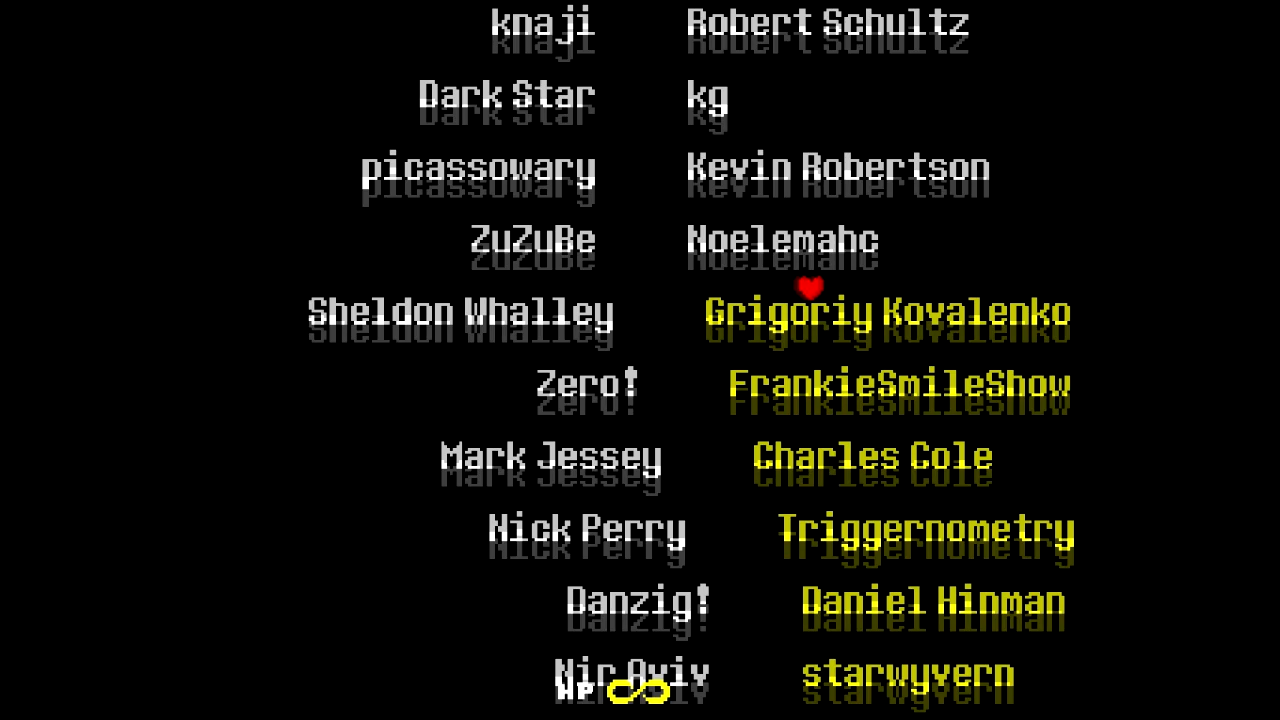 knaji Robert Schultz
Dark Star kg
picassowary Kevin Robertson
ZuZuBe Noelemahc
Sheldon Whalley Grigoriy Kovalenko
Zero! FrankieSmileShow
Mark Jessey Charles Cole
Nick Perry Triggernometry
Danzig! Daniel Hinman
Nir Aviv starwyvern
WP ∞